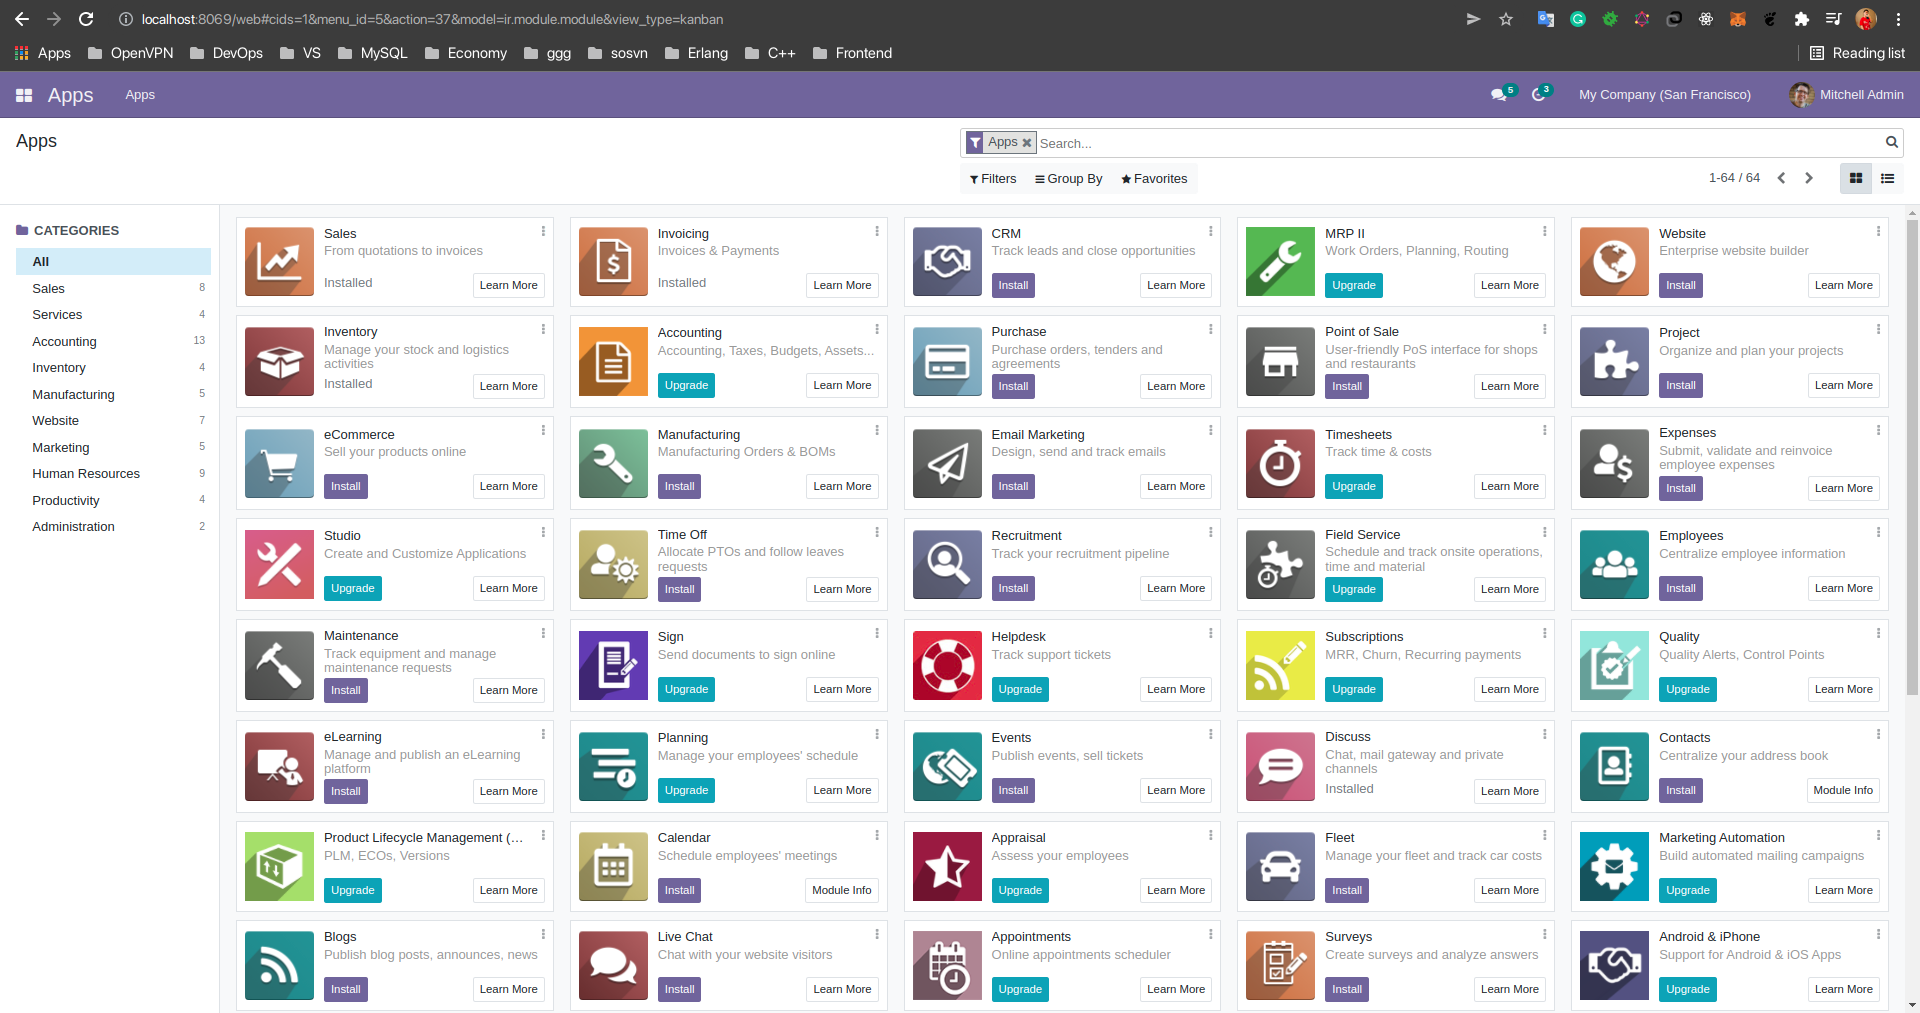 localhost:8069/web#cids=1&menu_id=5&action=37&model=ir.module.module&view_type=kanban
Apps OpenVPN DevOps VS MySQL Economy ggg sosvn Erlang C++ Frontend Reading list
Apps Apps 5 3 My Company (San Francisco) Mitchell Admin
Apps
Apps Search...
Filters Group By Favorites 1-64 / 64
CATEGORIES
All
Sales 8
Services 4
Accounting 13
Inventory 4
Manufacturing 5
Website 7
Marketing 5
Human Resources 9
Productivity 4
Administration 2
Sales
From quotations to invoices
Installed Learn More
Invoicing
Invoices & Payments
Installed Learn More
CRM
Track leads and close opportunities
Install Learn More
MRP II
Work Orders, Planning, Routing
Upgrade Learn More
Website
Enterprise website builder
Install Learn More
Inventory
Manage your stock and logistics
activities
Installed Learn More
Accounting
Accounting, Taxes, Budgets, Assets...
Upgrade Learn More
Purchase
Purchase orders, tenders and
agreements
Install Learn More
Point of Sale
User-friendly PoS interface for shops
and restaurants
Install Learn More
Project
Organize and plan your projects
Install Learn More
eCommerce
Sell your products online
Install Learn More
Manufacturing
Manufacturing Orders & BOMs
Install Learn More
Email Marketing
Design, send and track emails
Install Learn More
Timesheets
Track time & costs
Upgrade Learn More
Expenses
Submit, validate and reinvoice
employee expenses
Install Learn More
Studio
Create and Customize Applications
Upgrade Learn More
Time Off
Allocate PTOs and follow leaves
requests
Install Learn More
Recruitment
Track your recruitment pipeline
Install Learn More
Field Service
Schedule and track onsite operations,
time and material
Upgrade Learn More
Employees
Centralize employee information
Install Learn More
Maintenance
Track equipment and manage
maintenance requests
Install Learn More
Sign
Send documents to sign online
Upgrade Learn More
Helpdesk
Track support tickets
Upgrade Learn More
Subscriptions
MRR, Churn, Recurring payments
Upgrade Learn More
Quality
Quality Alerts, Control Points
Upgrade Learn More
eLearning
Manage and publish an eLearning
platform
Install Learn More
Planning
Manage your employees' schedule
Upgrade Learn More
Events
Publish events, sell tickets
Install Learn More
Discuss
Chat, mail gateway and private
channels
Installed Learn More
Contacts
Centralize your address book
Install Module Info
Product Lifecycle Management (...
PLM, ECOs, Versions
Upgrade Learn More
Calendar
Schedule employees' meetings
Install Module Info
Appraisal
Assess your employees
Upgrade Learn More
Fleet
Manage your fleet and track car costs
Install Learn More
Marketing Automation
Build automated mailing campaigns
Upgrade Learn More
Blogs
Publish blog posts, announces, news
Install Learn More
Live Chat
Chat with your website visitors
Install Learn More
Appointments
Online appointments scheduler
Upgrade Learn More
Surveys
Create surveys and analyze answers
Install Learn More
Android & iPhone
Support for Android & iOS Apps
Upgrade Learn More